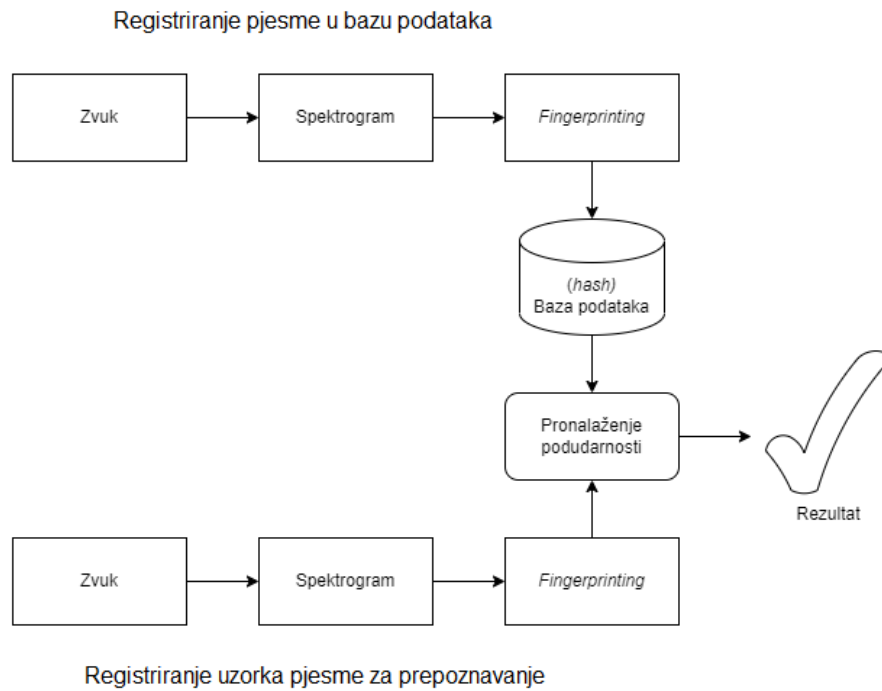 Registriranje pjesme u bazu podataka
Zvuk
Spektrogram
Fingerprinting
(hash)
Baza podataka
Pronalaženje
podudarnosti
Rezultat
Zvuk
Spektrogram
Fingerprinting
Registriranje uzorka pjesme za prepoznavanje